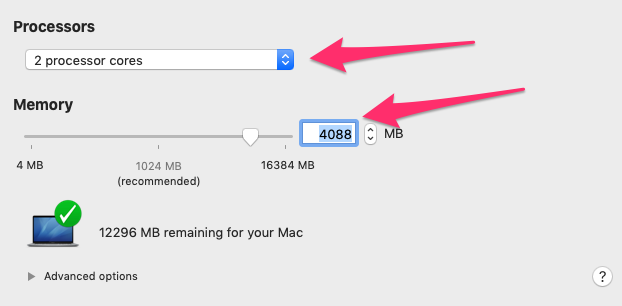 Processors
2 processor cores
Memory
4088 MB
4 MB 1024 MB 16384 MB
(recommended)
12296 MB remaining for your Mac
Advanced options ?